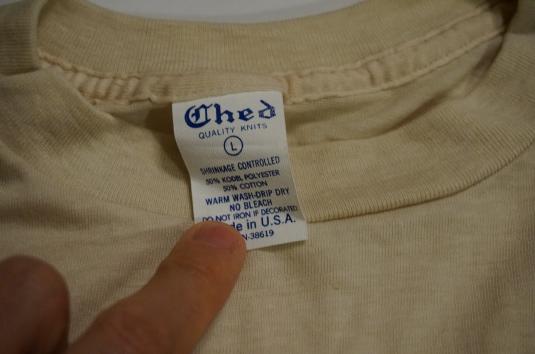 Ched
QUALITY KNITS
L
SHRINKAGE CONTROLLED
50% KODEL POLYESTER
50% COTTON
WARM WASH-DRIP DRY
NO BLEACH
DO NOT IRON IF DECORATED
de in U.S.A.
N-38619